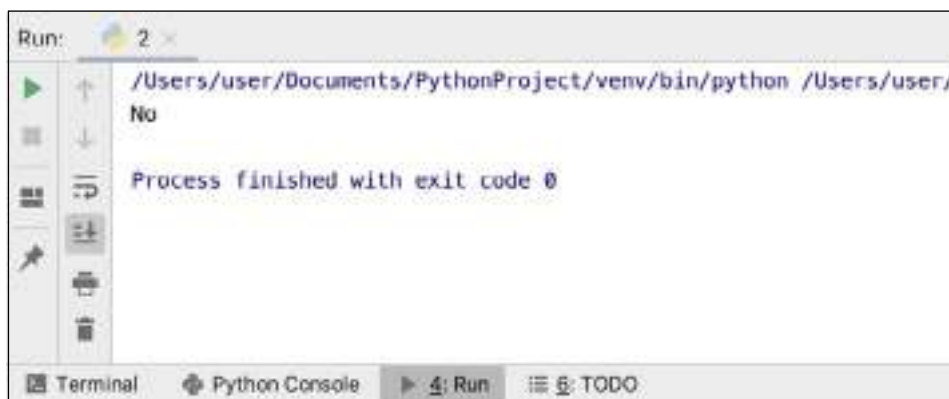 Run: 2
/Users/user/Documents/PythonProject/venv/bin/python /Users/user/
No
Process finished with exit code 0
Terminal Python Console 4: Run 6: TODO